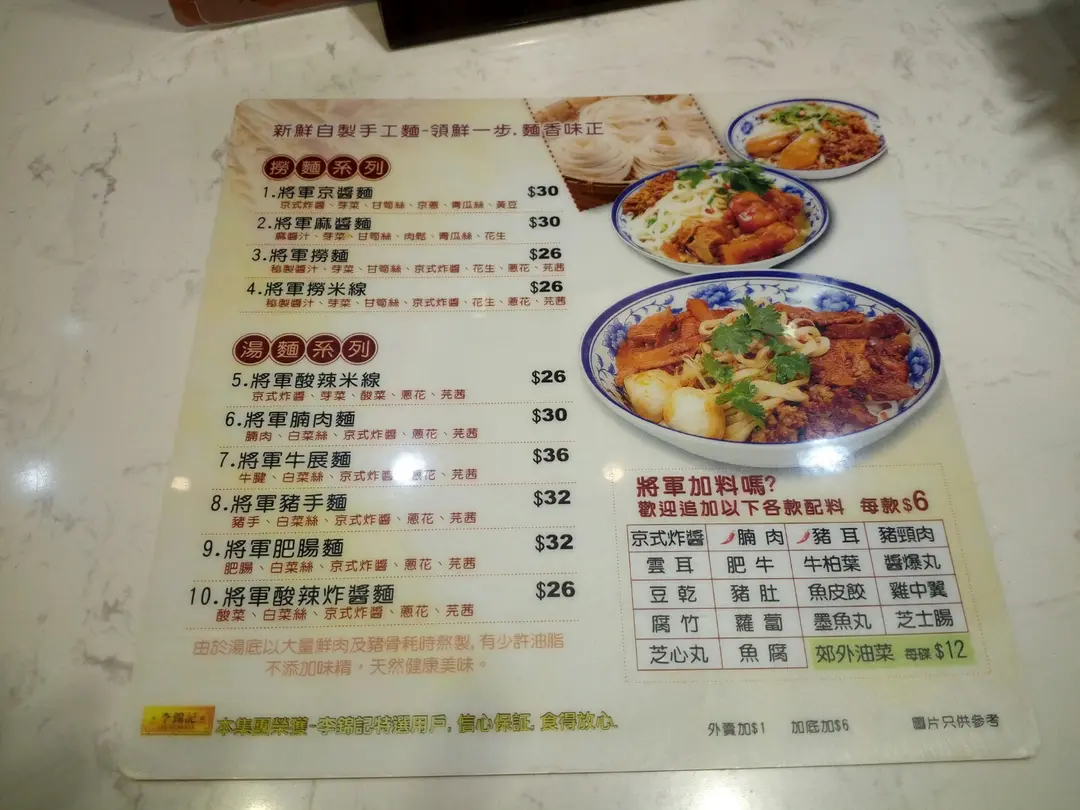 新鮮自製手工麵-領鮮一步.麵香味正
撈麵系列
1.將軍京醬麵 $30
京式炸醬、芽菜、甘荀絲、京蔥、青瓜絲、黃豆
2.將軍麻醬麵 $30
麻醬汁、芽菜、甘荀絲、肉鬆、青瓜絲、花生
3.將軍撈麵 $26
秘製醬汁、芽菜、甘荀絲、京式炸醬、花生、蔥花、芫茜
4.將軍撈米線 $26
秘製醬汁、芽菜、甘荀絲、京式炸醬、花生、蔥花、芫茜
湯麵系列
5.將軍酸辣米線 $26
京式炸醬、芽菜、酸菜、蔥花、芫茜
6.將軍腩肉麵 $30
腩肉、白菜絲、京式炸醬、蔥花、芫茜
7.將軍牛展麵 $36
牛腱、白菜絲、京式炸醬、蔥花、芫茜
8.將軍豬手麵 $32
豬手、白菜絲、京式炸醬、蔥花、芫茜
9.將軍肥腸麵 $32
肥腸、白菜絲、京式炸醬、蔥花、芫茜
10.將軍酸辣炸醬麵 $26
酸菜、白菜絲、京式炸醬、蔥花、芫茜
由於湯底以大量鮮肉及豬骨耗時熬製,有少許油脂
不添加味精，天然健康美味。
將軍加料嗎?
歡迎追加以下各款配料 每款$6
京式炸醬 腩肉 豬耳 豬頸肉
雲耳 肥牛 牛柏葉 醬爆丸
豆乾 豬肚 魚皮餃 雞中翼
腐竹 蘿蔔 墨魚丸 芝士腸
芝心丸 魚腐 郊外油菜 每碟$12
李錦記 本集團榮獲-李錦記特選用戶,信心保証,食得放心.
外賣加$1 加底加$6 圖片只供參考